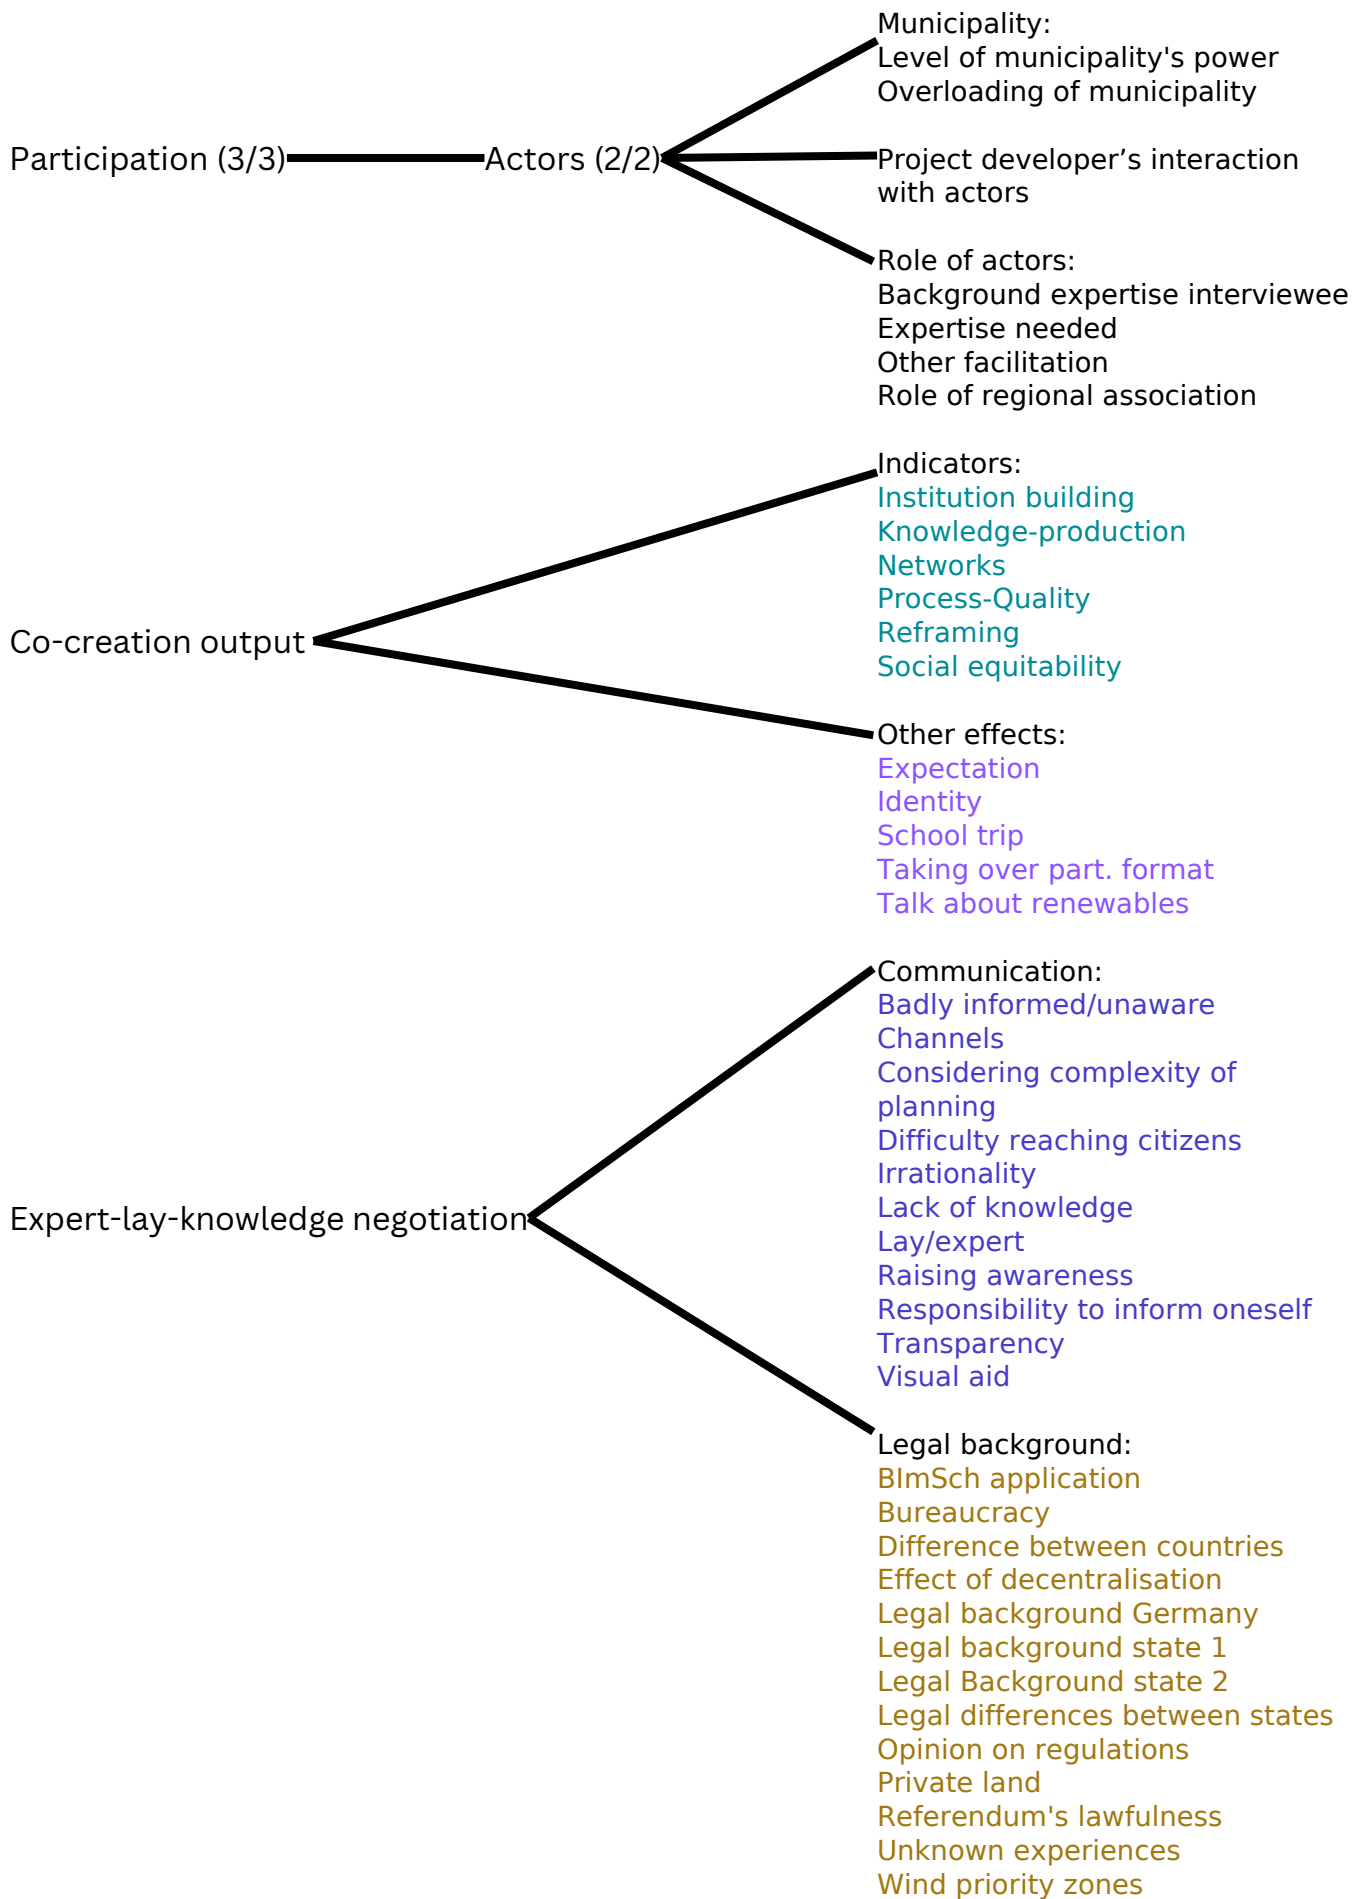 Municipality:
Level of municipality's power
Overloading of municipality
Participation (3/3)
Actors (2/2)
Project developer’s interaction
with actors
Role of actors:
Background expertise interviewee
Expertise needed
Other facilitation
Role of regional association
Co-creation output
Indicators:
Institution building
Knowledge-production
Networks
Process-Quality
Reframing
Social equitability
Other effects:
Expectation
Identity
School trip
Taking over part. format
Talk about renewables
Expert-lay-knowledge negotiation
Communication:
Badly informed/unaware
Channels
Considering complexity of
planning
Difficulty reaching citizens
Irrationality
Lack of knowledge
Lay/expert
Raising awareness
Responsibility to inform oneself
Transparency
Visual aid
Legal background:
BImSch application
Bureaucracy
Difference between countries
Effect of decentralisation
Legal background Germany
Legal background state 1
Legal Background state 2
Legal differences between states
Opinion on regulations
Private land
Referendum's lawfulness
Unknown experiences
Wind priority zones